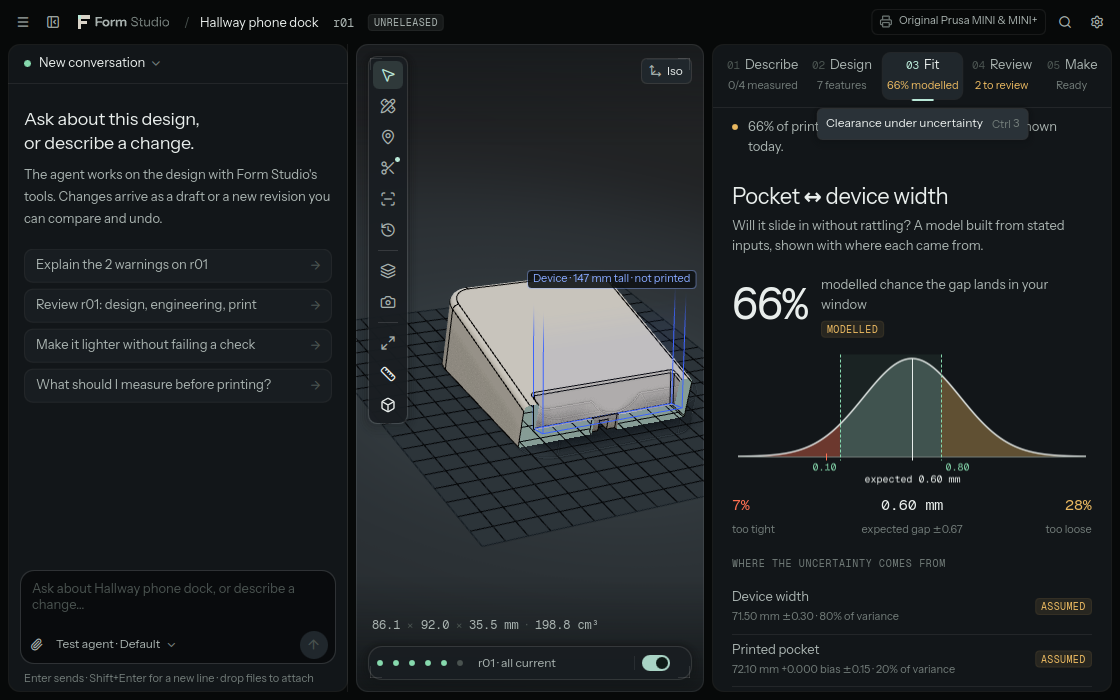 Form Studio / Hallway phone dock r01 UNRELEASED
Original Prusa MINI & MINI+
New conversation
Ask about this design,
or describe a change.
The agent works on the design with Form Studio's
tools. Changes arrive as a draft or a new revision you
can compare and undo.
Explain the 2 warnings on r01
Review r01: design, engineering, print
Make it lighter without failing a check
What should I measure before printing?
Ask about Hallway phone dock, or describe a
change…
Test agent · Default
Enter sends · Shift+Enter for a new line · drop files to attach
Iso
Device · 147 mm tall · not printed
86.1 × 92.0 × 35.5 mm · 198.8 cm³
r01 · all current
01 Describe
0/4 measured
02 Design
7 features
03 Fit
66% modelled
04 Review
2 to review
05 Make
Ready
Clearance under uncertainty Ctrl 3
66% of
today.
Pocket ↔ device width
Will it slide in without rattling? A model built from stated
inputs, shown with where each came from.
66%
modelled chance the gap lands in your
window
MODELLED
0.10
0.80
expected 0.60 mm
7%
0.60 mm
28%
too tight
expected gap ±0.67
too loose
WHERE THE UNCERTAINTY COMES FROM
Device width
71.50 mm ±0.30 · 80% of variance
ASSUMED
Printed pocket
72.10 mm +0.000 bias ±0.15 · 20% of variance
ASSUMED